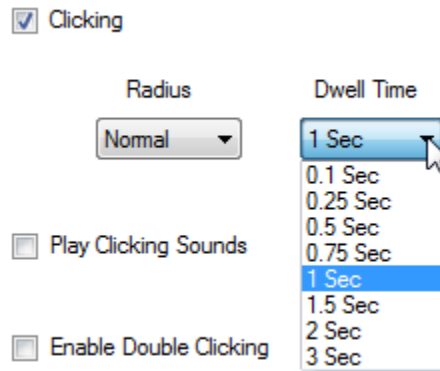 Clicking
Radius Dwell Time
Normal 1 Sec
0.1 Sec
0.25 Sec
0.5 Sec
Play Clicking Sounds 0.75 Sec
1 Sec
1.5 Sec
2 Sec
Enable Double Clicking 3 Sec